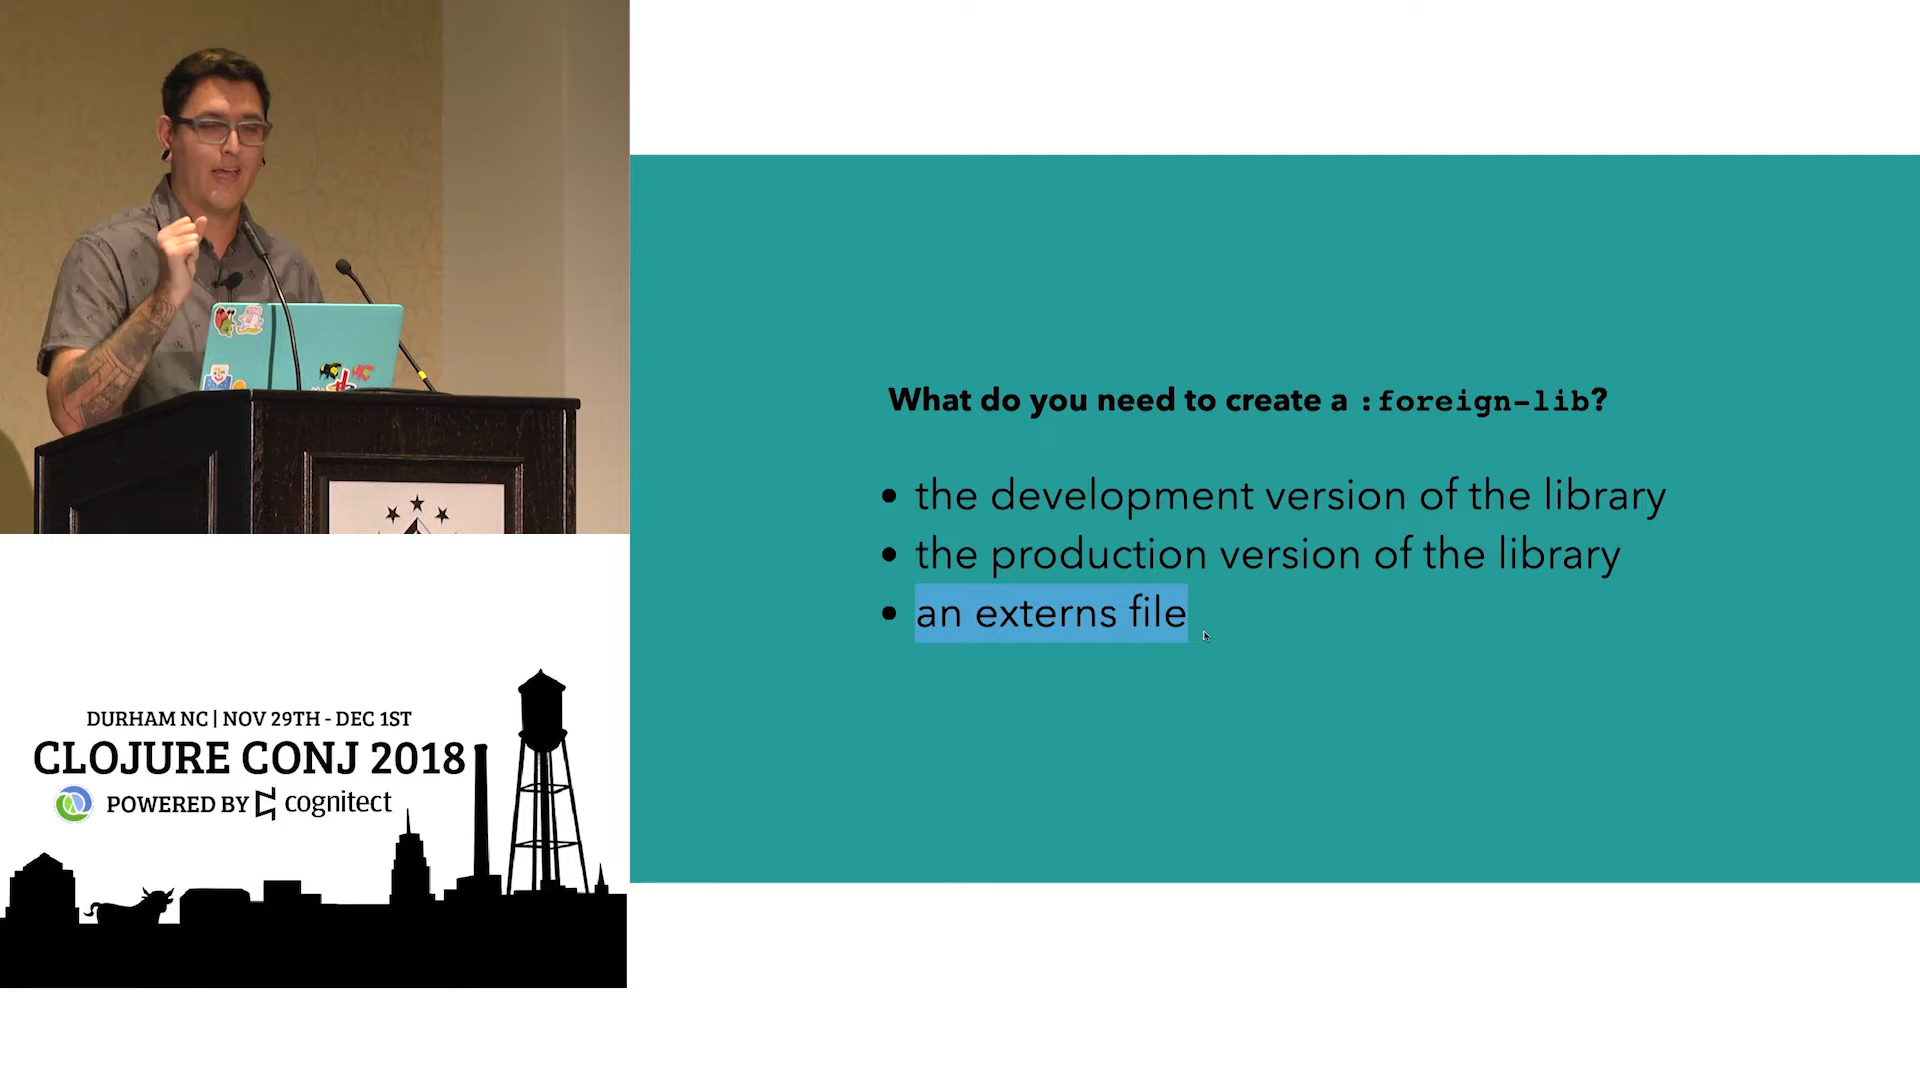 What do you need to create a :foreign-lib?
• the development version of the library
• the production version of the library
• an externs file
DURHAM NC | NOV 29TH - DEC 1ST
CLOJURE CONJ 2018
POWERED BY cognitect